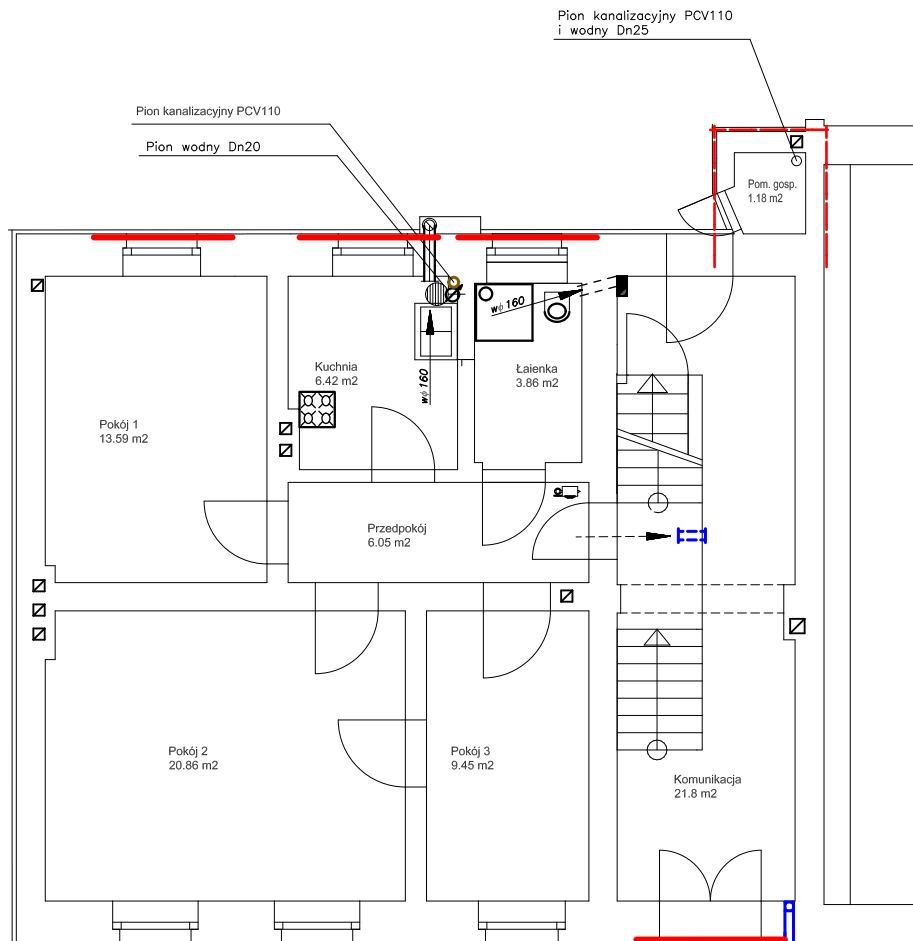 Pion kanalizacyjny PCV110
i wodny Dn25
Pion kanalizacyjny PCV110
Pion wodny Dn20
Pom. gosp.
1.18 m2
wϕ 160
Kuchnia
6.42 m2
wϕ 160
Łaienka
3.86 m2
Pokój 1
13.59 m2
Przedpokój
6.05 m2
Pokój 2
20.86 m2
Pokój 3
9.45 m2
Komunikacja
21.8 m2